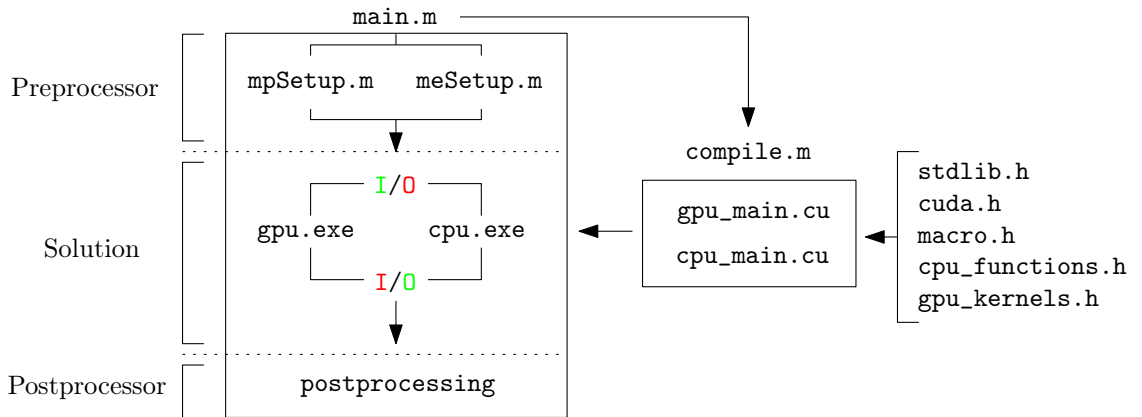 main.m
Preprocessor
mpSetup.m meSetup.m
compile.m
I/O
gpu.exe cpu.exe
Solution
I/O
gpu_main.cu
cpu_main.cu
stdlib.h
cuda.h
macro.h
cpu_functions.h
gpu_kernels.h
Postprocessor
postprocessing